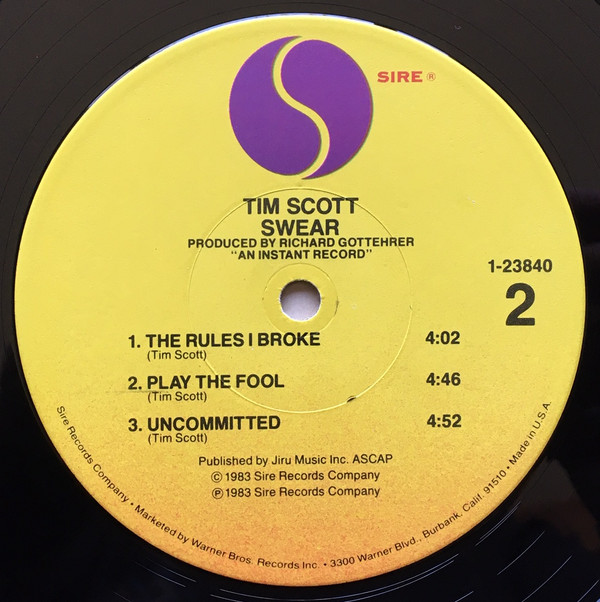 SIRE ®
TIM SCOTT
SWEAR
PRODUCED BY RICHARD GOTTEHRER
"AN INSTANT RECORD"
1-23840
2
1. THE RULES I BROKE 4:02
(Tim Scott)
2. PLAY THE FOOL 4:46
(Tim Scott)
3. UNCOMMITTED 4:52
(Tim Scott)
Published by Jiru Music Inc. ASCAP
© 1983 Sire Records Company
℗ 1983 Sire Records Company
Sire Records Company • Marketed by Warner Bros. Records Inc. • 3300 Warner Blvd., Burbank, Calif. 91510 • Made in U.S.A.